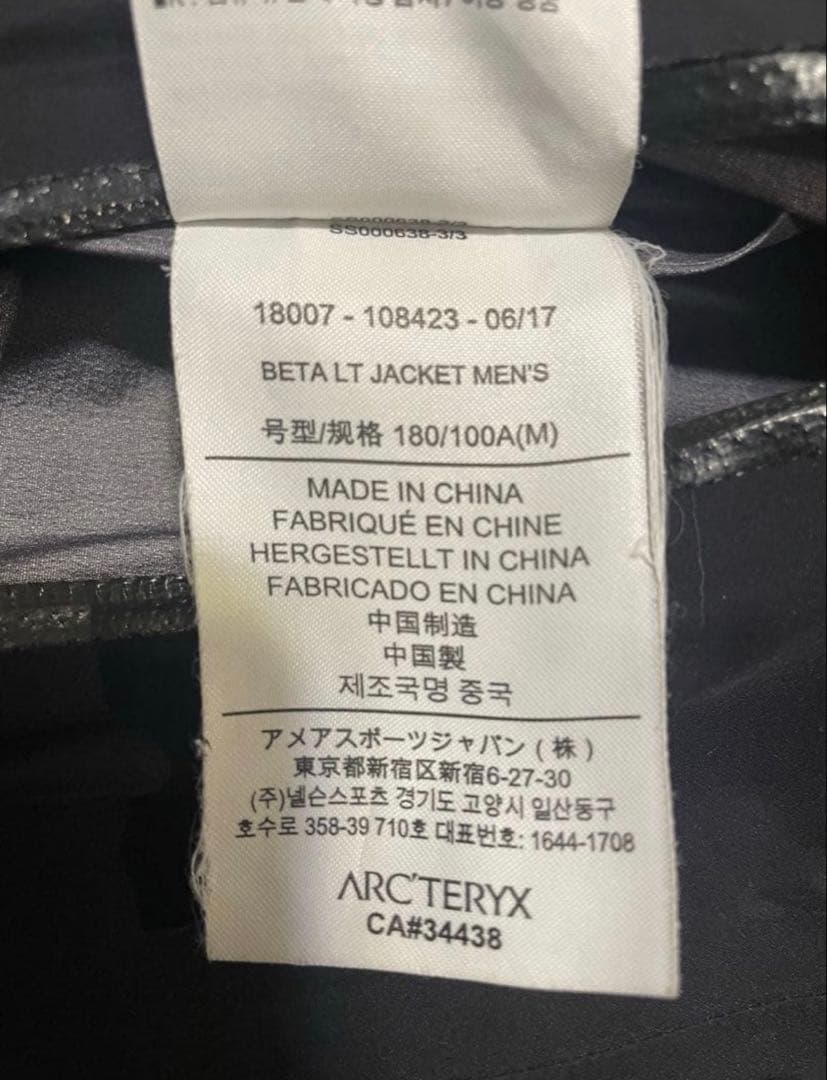 SS000638-3/3
18007 - 108423 - 06/17
BETA LT JACKET MEN'S
号型/规格 180/100A(M)
MADE IN CHINA
FABRIQUÉ EN CHINE
HERGESTELLT IN CHINA
FABRICADO EN CHINA
中国制造
中国製
제조국명 중국
アメアスポーツジャパン ( 株 )
東京都新宿区新宿6-27-30
(주)넬슨스포츠 경기도 고양시 일산동구
호수로 358-39 710호 대표번호: 1644-1708
ARC'TERYX
CA#34438